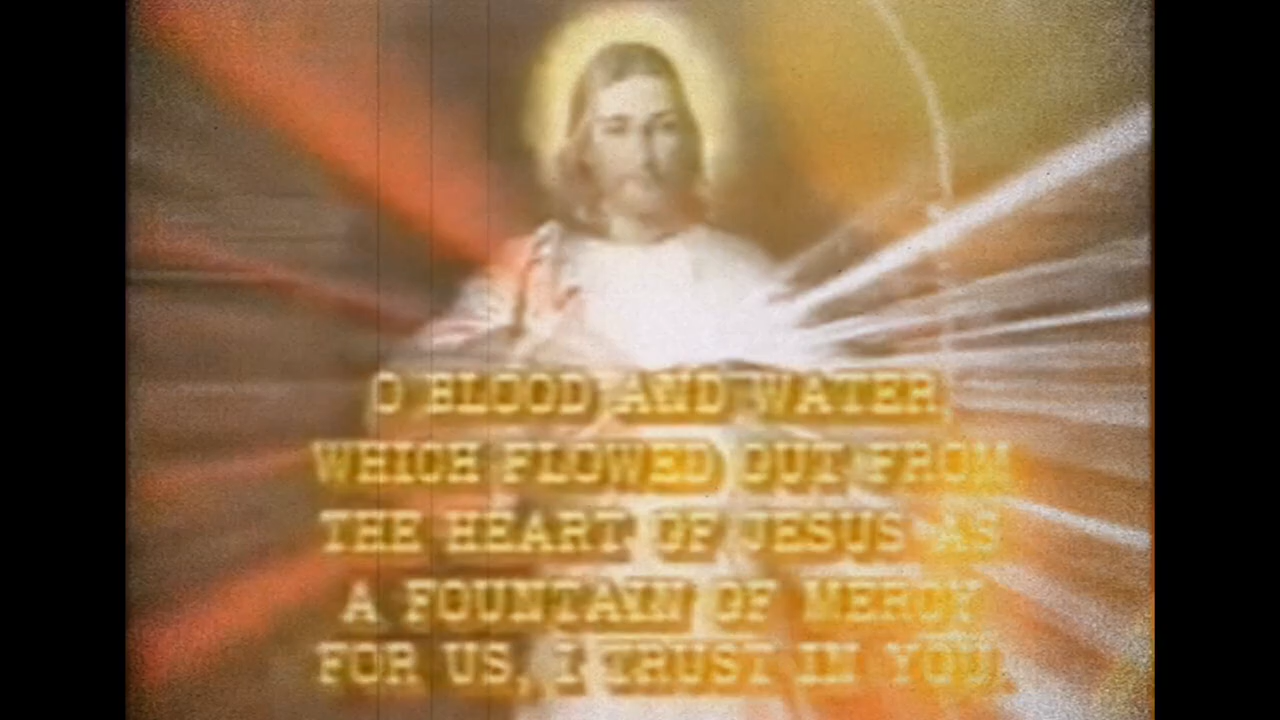 O BLOOD AND WATER,
WHICH FLOWED OUT FROM
THE HEART OF JESUS AS
A FOUNTAIN OF MERCY
FOR US, I TRUST IN YOU.